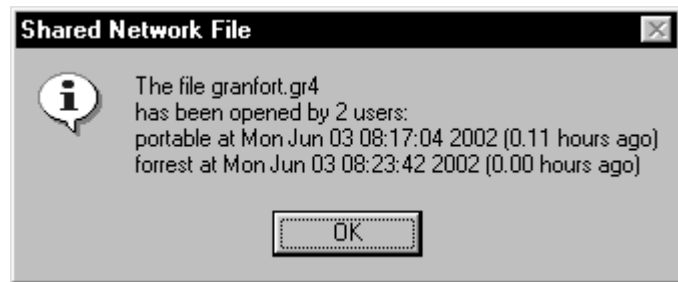 Shared Network File
The file granfort.gr4
has been opened by 2 users:
portable at Mon Jun 03 08:17:04 2002 (0.11 hours ago)
forrest at Mon Jun 03 08:23:42 2002 (0.00 hours ago)
OK